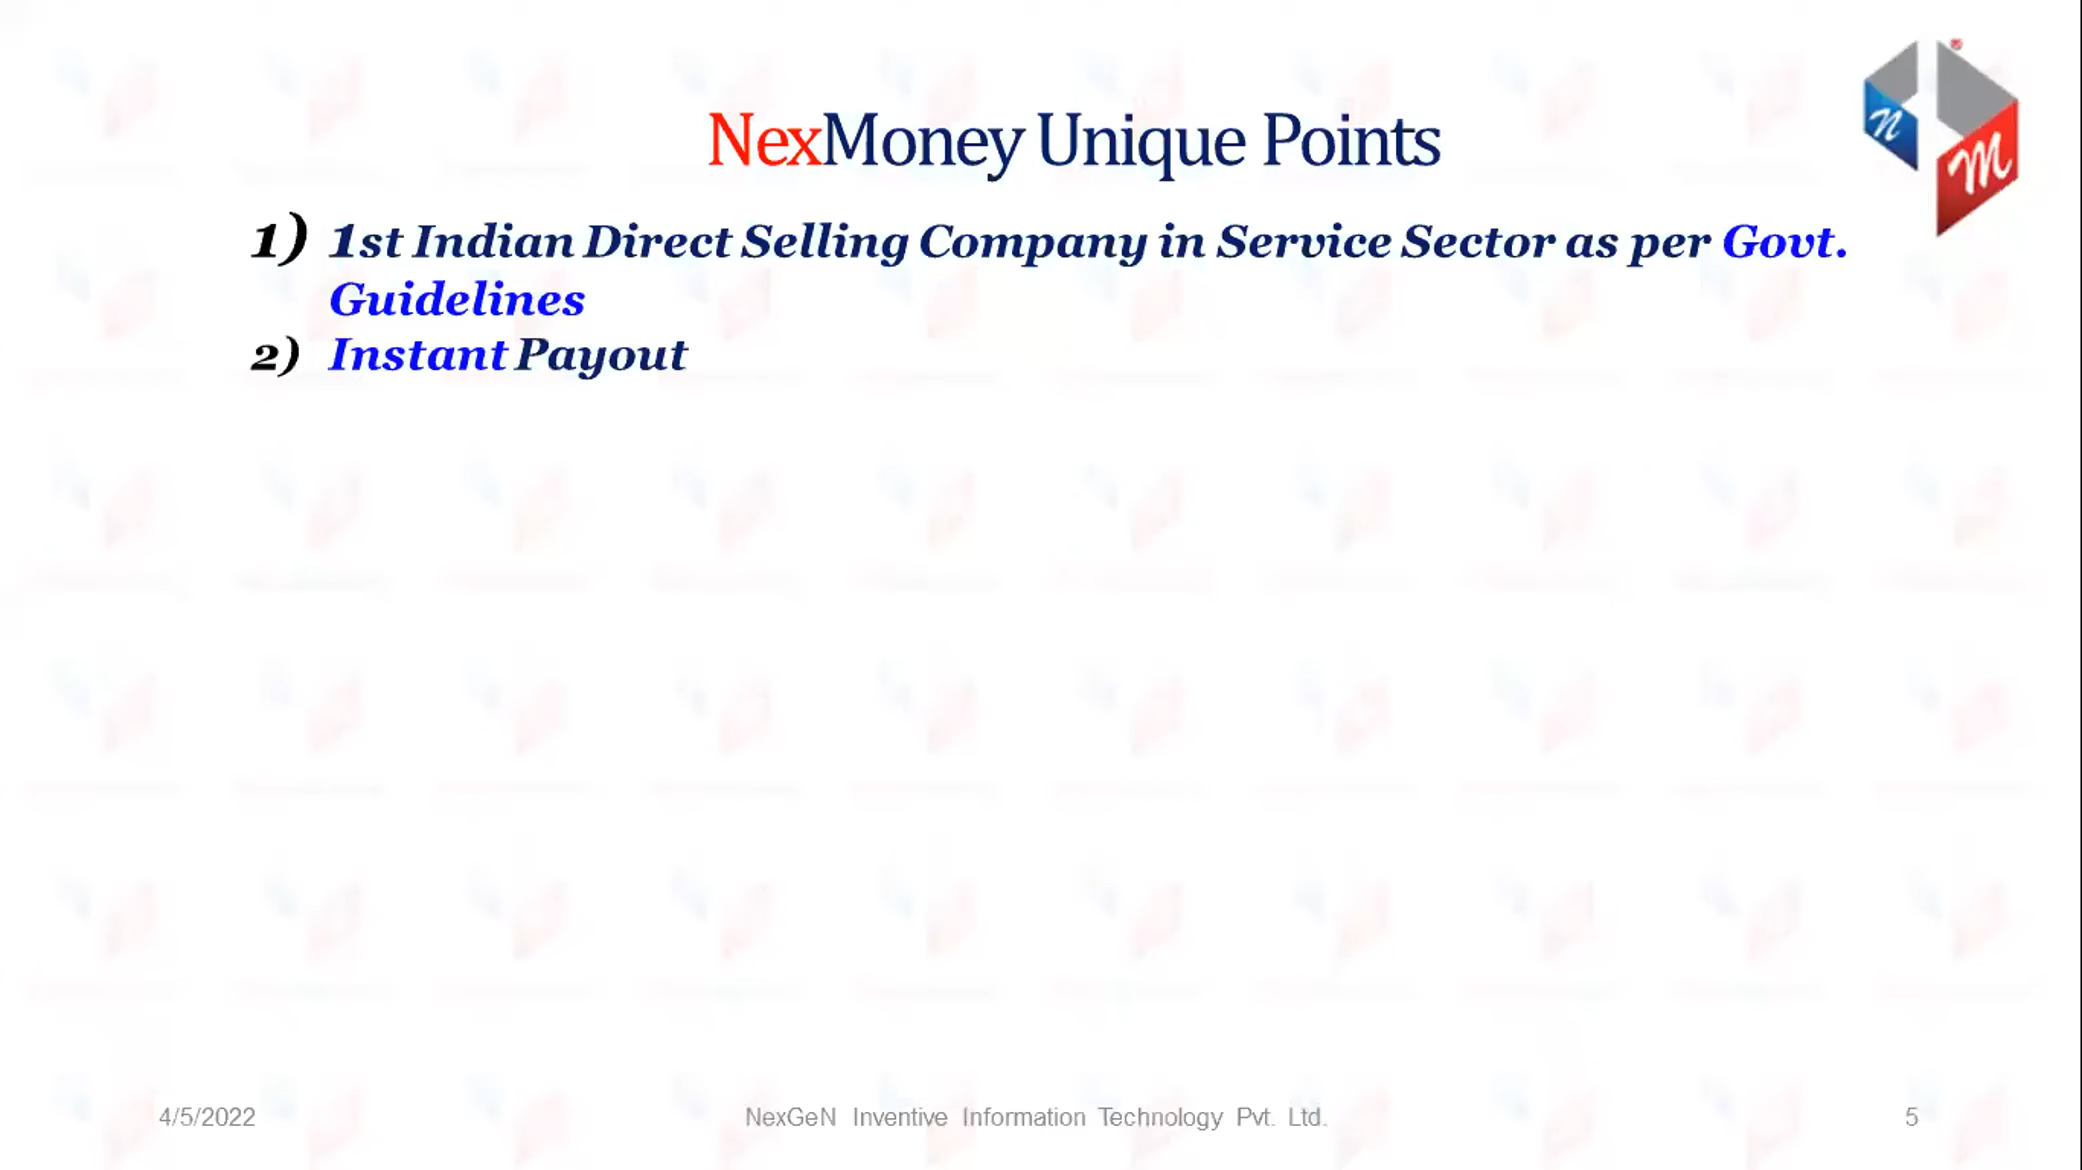 NexMoney Unique Points
n
®
M
1) 1st Indian Direct Selling Company in Service Sector as per Govt.
Guidelines
2) Instant Payout
4/5/2022 NexGeN Inventive Information Technology Pvt. Ltd. 5